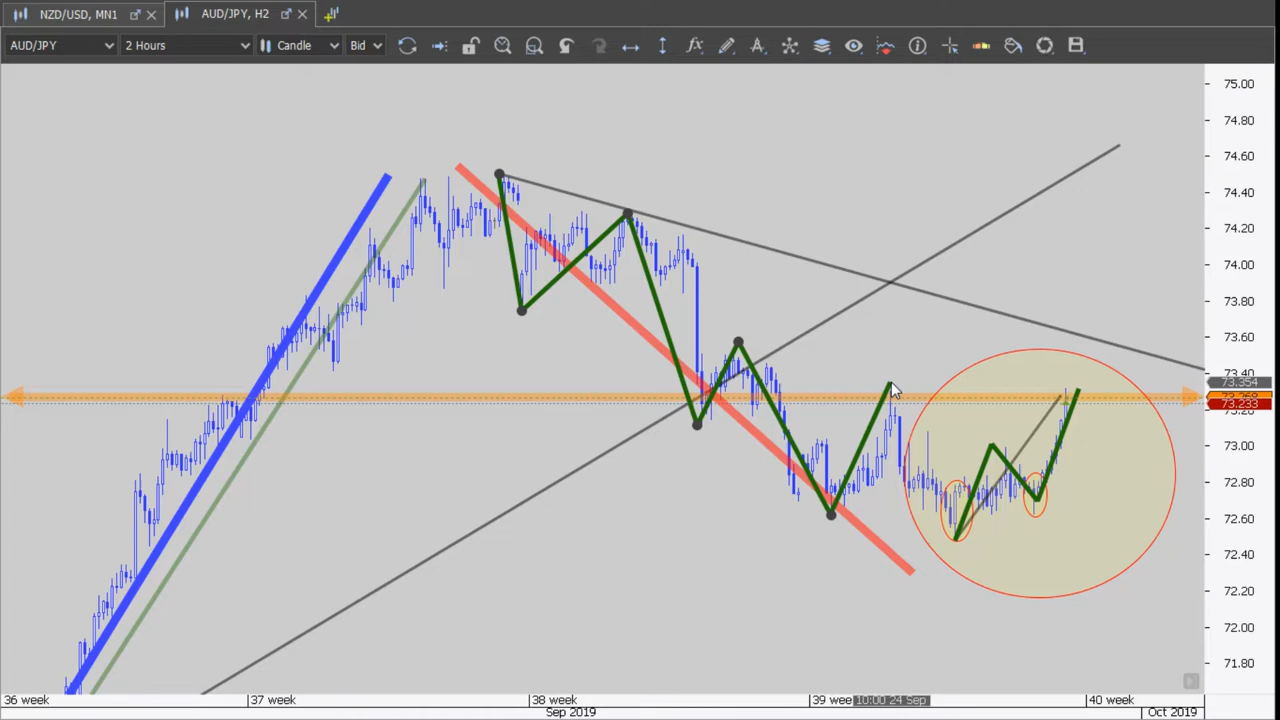 NZD/USD, MN1
AUD/JPY, H2
AUD/JPY
2 Hours
Candle
Bid
75.00
74.80
74.60
74.40
74.20
74.00
73.80
73.60
73.40
73.354
73.233
73.20
73.00
72.80
72.60
72.40
72.20
72.00
71.80
36 week
37 week
38 week
39 wee
10:00 24 Sep
40 week
Sep 2019
Oct 2019